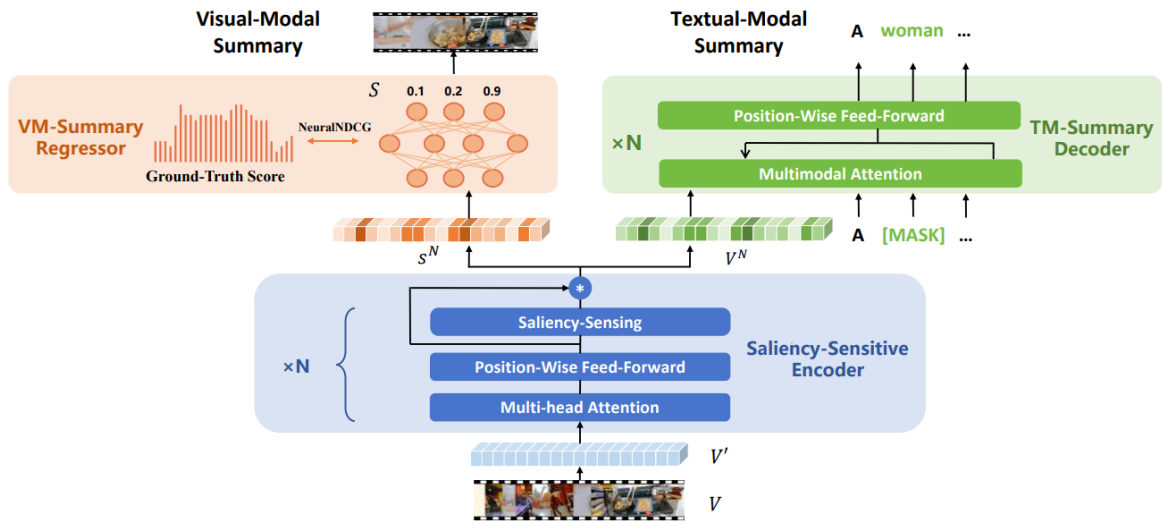 Visual-Modal
Summary
Textual-Modal
Summary
A woman ...
S 0.1 0.2 0.9
VM-Summary
Regressor
NeuralNDCG
Ground-Truth Score
×N
Position-Wise Feed-Forward
TM-Summary
Decoder
Multimodal Attention
A [MASK] ...
s^N
V^N
*
Saliency-Sensing
×N
Position-Wise Feed-Forward
Saliency-Sensitive
Encoder
Multi-head Attention
V′
V